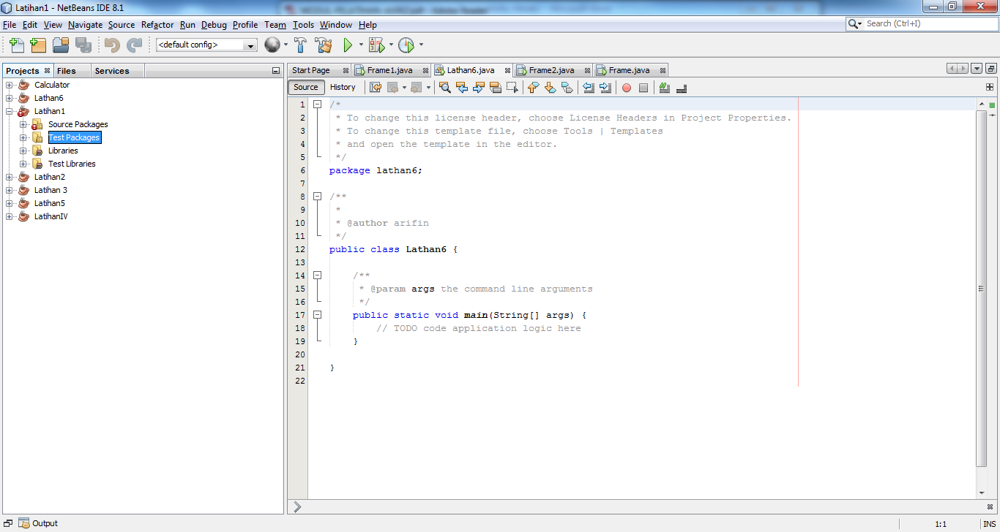 Latihan1 - NetBeans IDE 8.1
File Edit View Navigate Source Refactor Run Debug Profile Team Tools Window Help
Search (Ctrl+I)
<default config>
Projects Files Services
Calculator
Lathan6
Latihan1
Source Packages
Test Packages
Libraries
Test Libraries
Latihan2
Latihan 3
Latihan5
LatihanIV
Start Page Frame1.java Lathan6.java Frame2.java Frame.java
Source History
1 /*
2 * To change this license header, choose License Headers in Project Properties.
3 * To change this template file, choose Tools | Templates
4 * and open the template in the editor.
5 */
6 package lathan6;
7
8 /**
9 *
10 * @author arifin
11 */
12 public class Lathan6 {
13
14 /**
15 * @param args the command line arguments
16 */
17 public static void main(String[] args) {
18 // TODO code application logic here
19 }
20
21 }
22
Output
1:1 INS